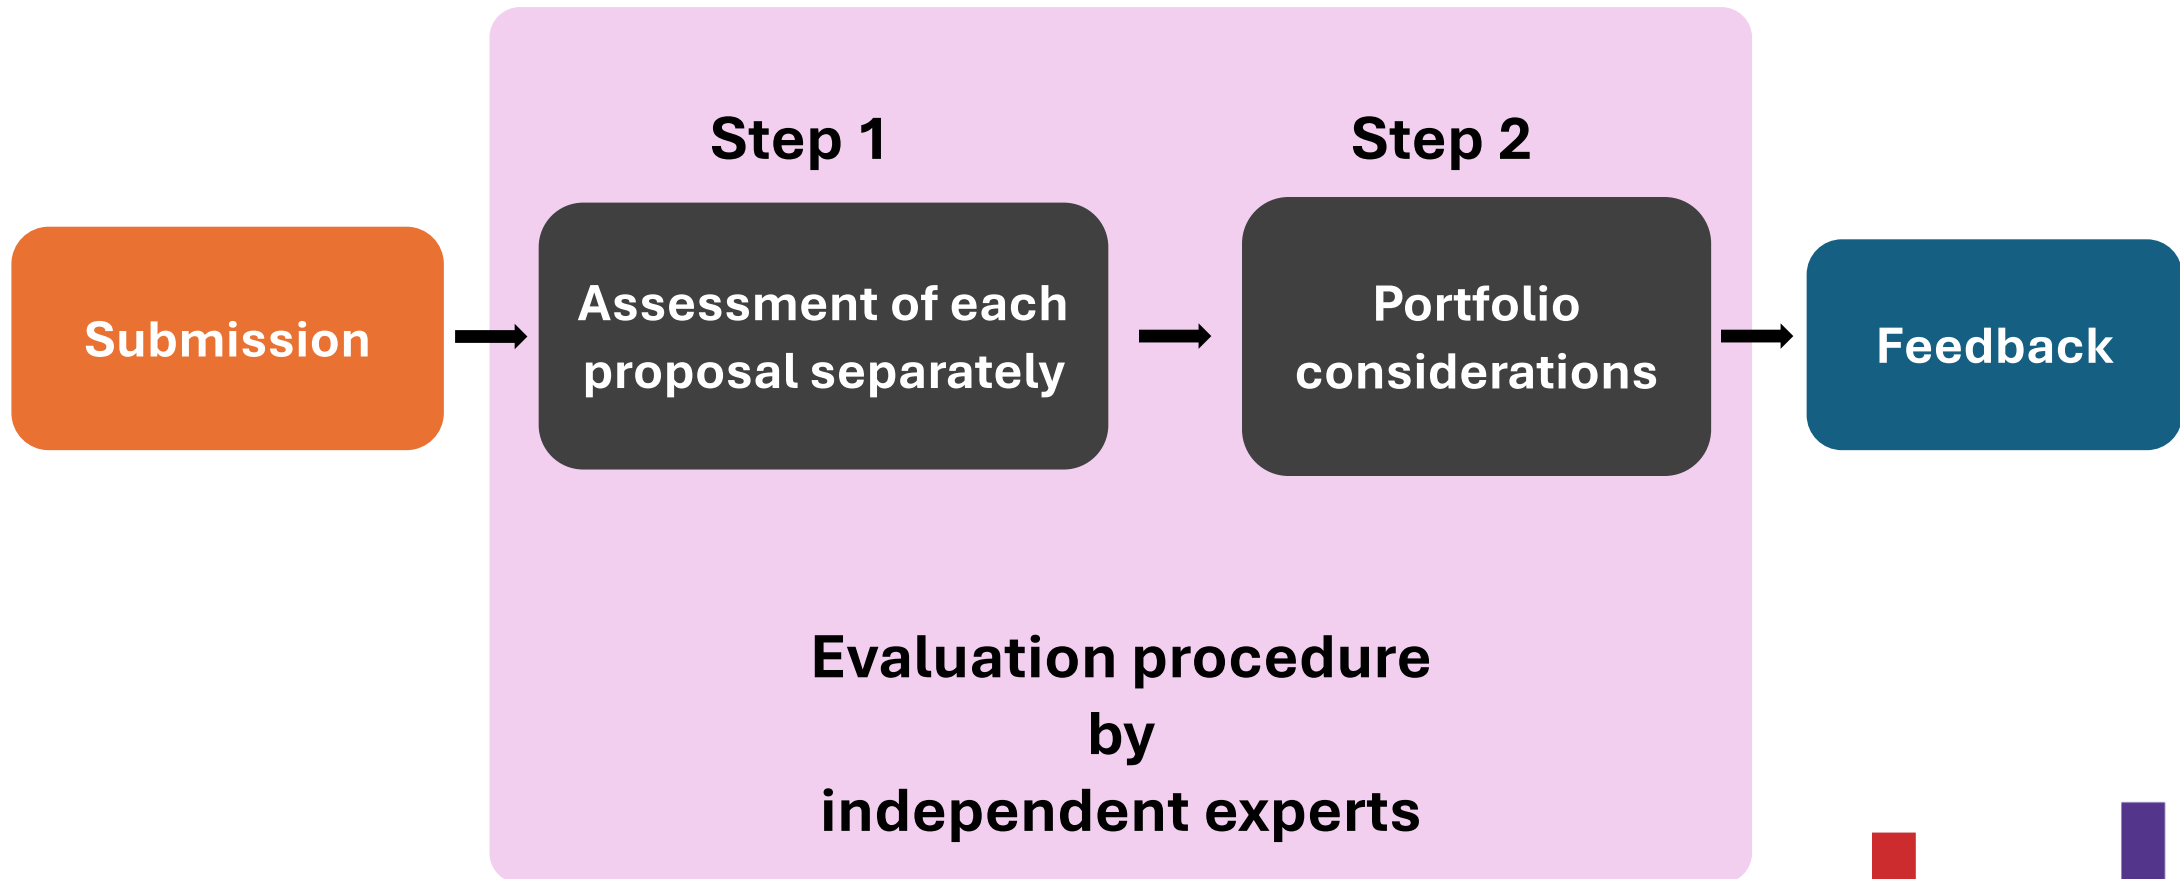 Step 1
Step 2
Submission
Assessment of each
proposal separately
Portfolio
considerations
Feedback
Evaluation procedure
by
independent experts